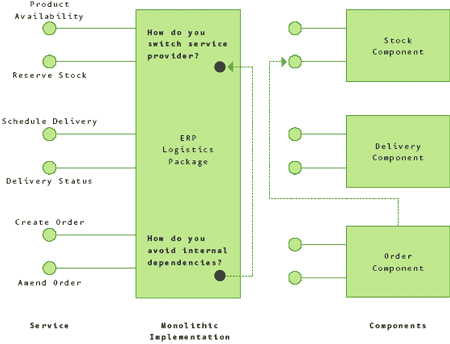 Product
Availability
Reserve Stock
Schedule Delivery
Delivery Status
Create Order
Amend Order
Service
How do you
switch service
provider?
ERP
Logistics
Package
How do you
avoid internal
dependencies?
Monolithic
Implementation
Stock
Component
Delivery
Component
Order
Component
Components